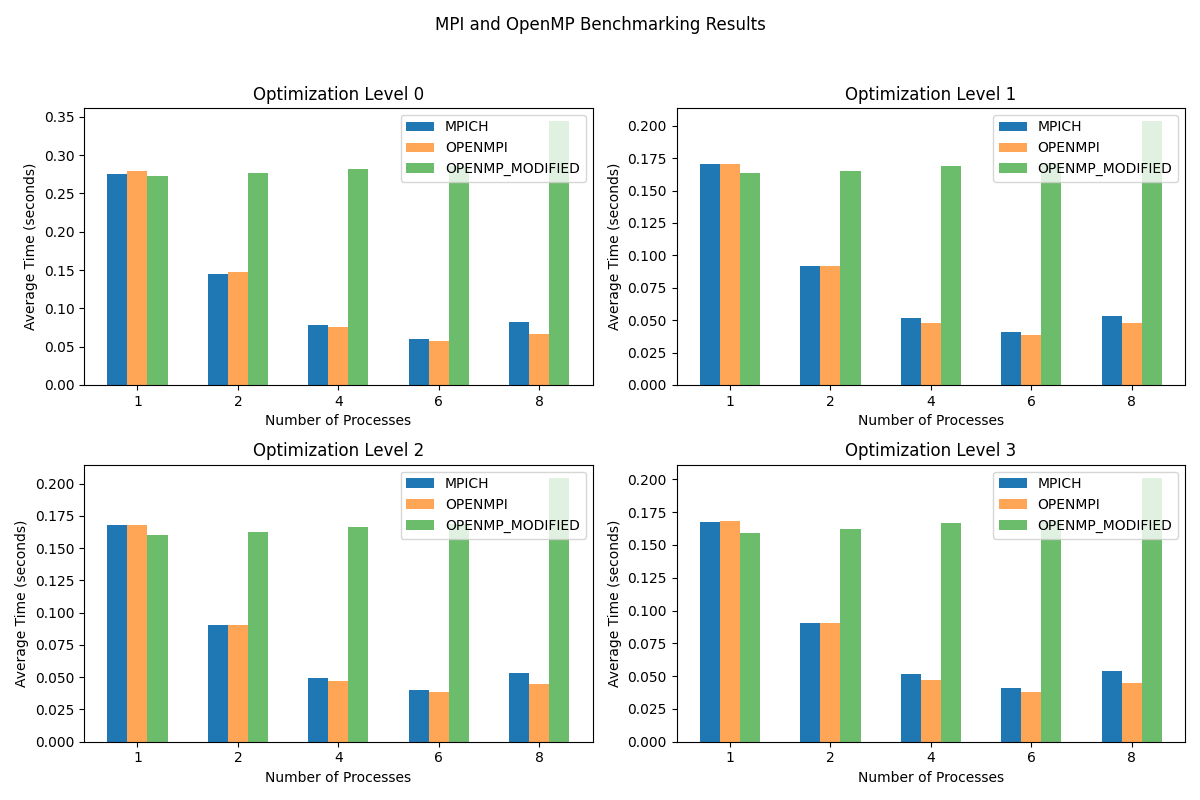 MPI and OpenMP Benchmarking Results
Optimization Level 0
Average Time (seconds)
0.35
0.30
0.25
0.20
0.15
0.10
0.05
0.00
MPICH
OPENMPI
OPENMP_MODIFIED
1 2 4 6 8
Number of Processes
Optimization Level 1
Average Time (seconds)
0.200
0.175
0.150
0.125
0.100
0.075
0.050
0.025
0.000
MPICH
OPENMPI
OPENMP_MODIFIED
1 2 4 6 8
Number of Processes
Optimization Level 2
Average Time (seconds)
0.200
0.175
0.150
0.125
0.100
0.075
0.050
0.025
0.000
MPICH
OPENMPI
OPENMP_MODIFIED
1 2 4 6 8
Number of Processes
Optimization Level 3
Average Time (seconds)
0.200
0.175
0.150
0.125
0.100
0.075
0.050
0.025
0.000
MPICH
OPENMPI
OPENMP_MODIFIED
1 2 4 6 8
Number of Processes